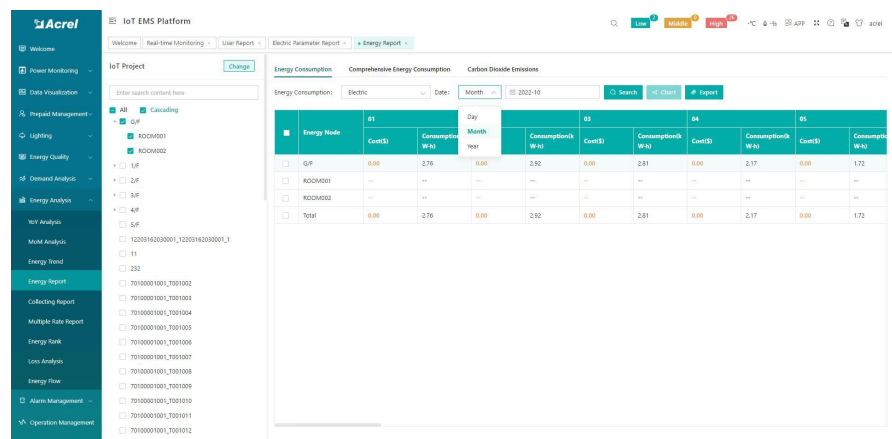 Acrel
IoT EMS Platform
Low
Middle
High
-℃
-%
APP
acrel
Welcome
Real-time Monitoring
User Report
Electric Parameter Report
Energy Report
Welcome
Power Monitoring
Data Visualization
Prepaid Management
Lighting
Energy Quality
Demand Analysis
Energy Analysis
YoY Analysis
MoM Analysis
Energy Trend
Energy Report
Collecting Report
Multiple Rate Report
Energy Rank
Loss Analysis
Energy Flow
Alarm Management
Operation Management
IoT Project
Change
Enter search content here
All Cascading
G/F
ROOM001
ROOM002
1/F
2/F
3/F
4/F
5/F
12203162030001_12203162030001_1
11
232
70100001001_T001002
70100001001_T001003
70100001001_T001004
70100001001_T001005
70100001001_T001006
70100001001_T001007
70100001001_T001008
70100001001_T001009
70100001001_T001010
70100001001_T001011
70100001001_T001012
Energy Consumption Comprehensive Energy Consumption Carbon Dioxide Emissions
Energy Consumption: Electric Date: Month 2022-10 Search Chart Export
Day
Month
Year
01 03 04 05
Energy Node Cost($) Consumption Consumption(k Cost($) Consumption(k Cost($) Consumption(k Cost($) Consumptic
W-h) W-h) W-h) W-h) W-h)
G/F 0.00 2.76 0.00 2.92 0.00 2.81 0.00 2.17 0.00 1.72
ROOM001 -- -- -- -- -- -- -- -- -- --
ROOM002 -- -- -- -- -- -- -- -- -- --
Total 0.00 2.76 0.00 2.92 0.00 2.81 0.00 2.17 0.00 1.72